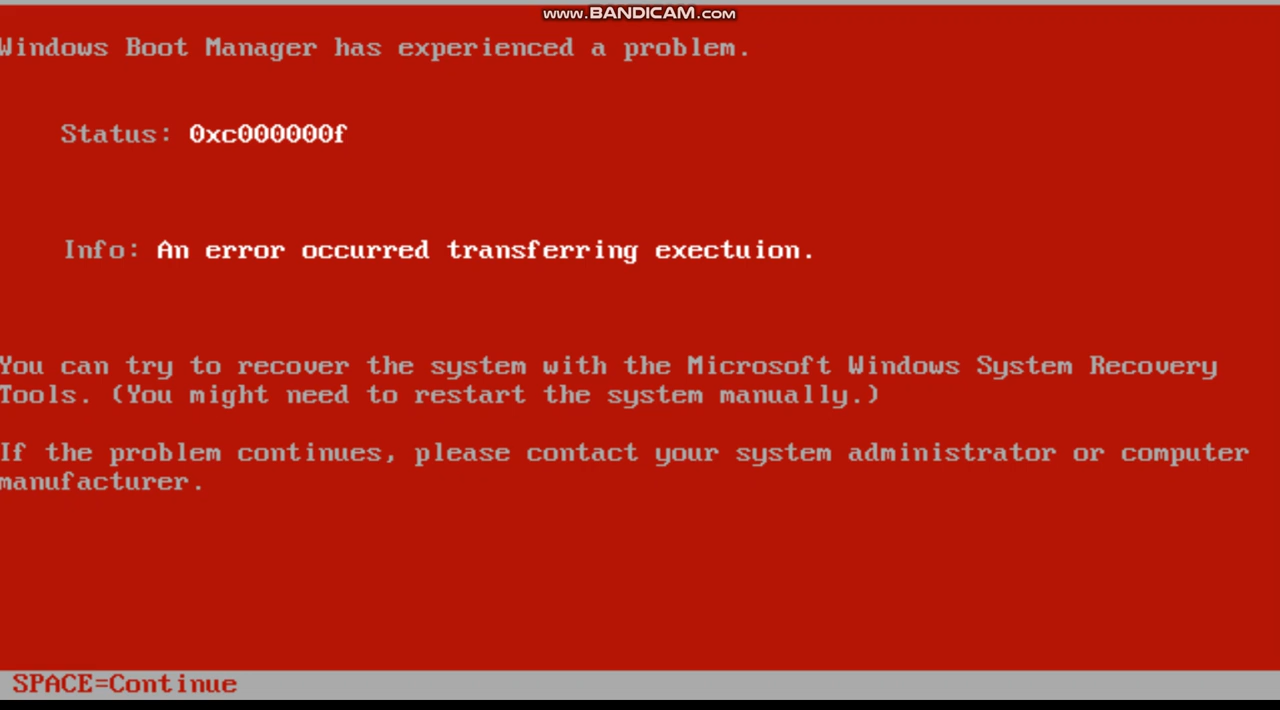 www.BANDICAM.com
Windows Boot Manager has experienced a problem.
Status: 0xc000000f
Info: An error occurred transferring exectuion.
You can try to recover the system with the Microsoft Windows System Recovery
Tools. (You might need to restart the system manually.)
If the problem continues, please contact your system administrator or computer
manufacturer.
SPACE=Continue